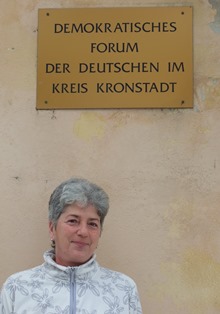 DEMOKRATISCHES
FORUM
DER DEUTSCHEN IM
KREIS KRONSTADT